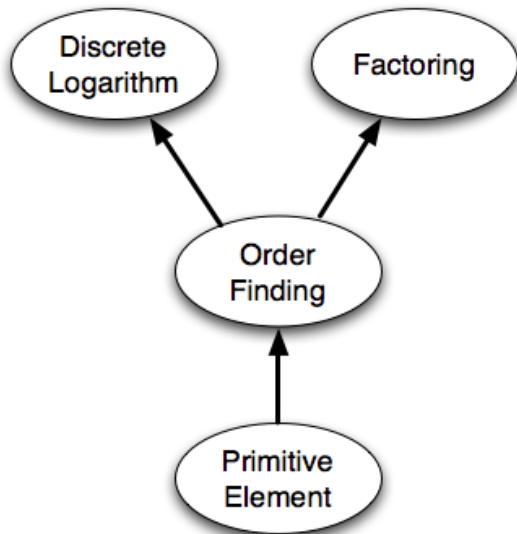 Discrete
Logarithm
Factoring
Order
Finding
Primitive
Element